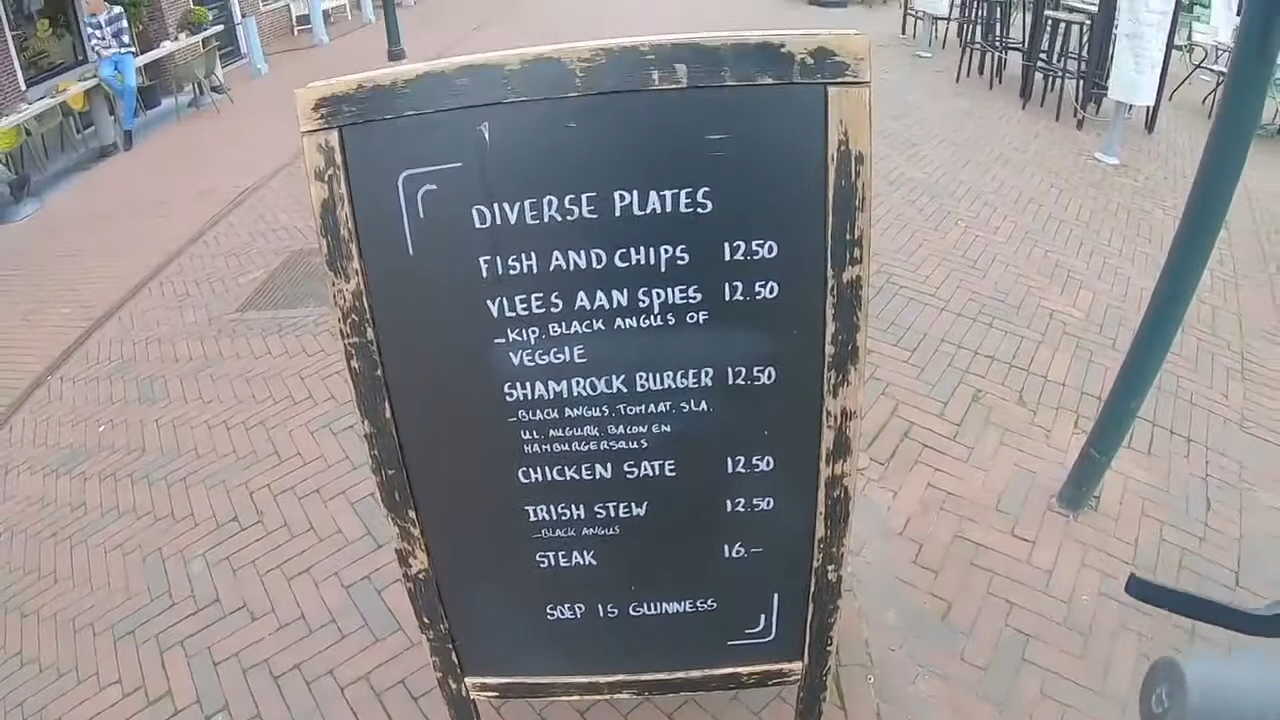 DIVERSE PLATES
FISH AND CHIPS 12.50
VLEES AAN SPIES 12.50
-KIP, BLACK ANGUS OF
VEGGIE
SHAMROCK BURGER 12.50
-BLACK ANGUS, TOMAAT, SLA,
UI, AUGURK, BACON EN
HAMBURGERSAUS
CHICKEN SATE 12.50
IRISH STEW 12.50
-BLACK ANGUS
STEAK 16.-
SOEP IS GUINNESS